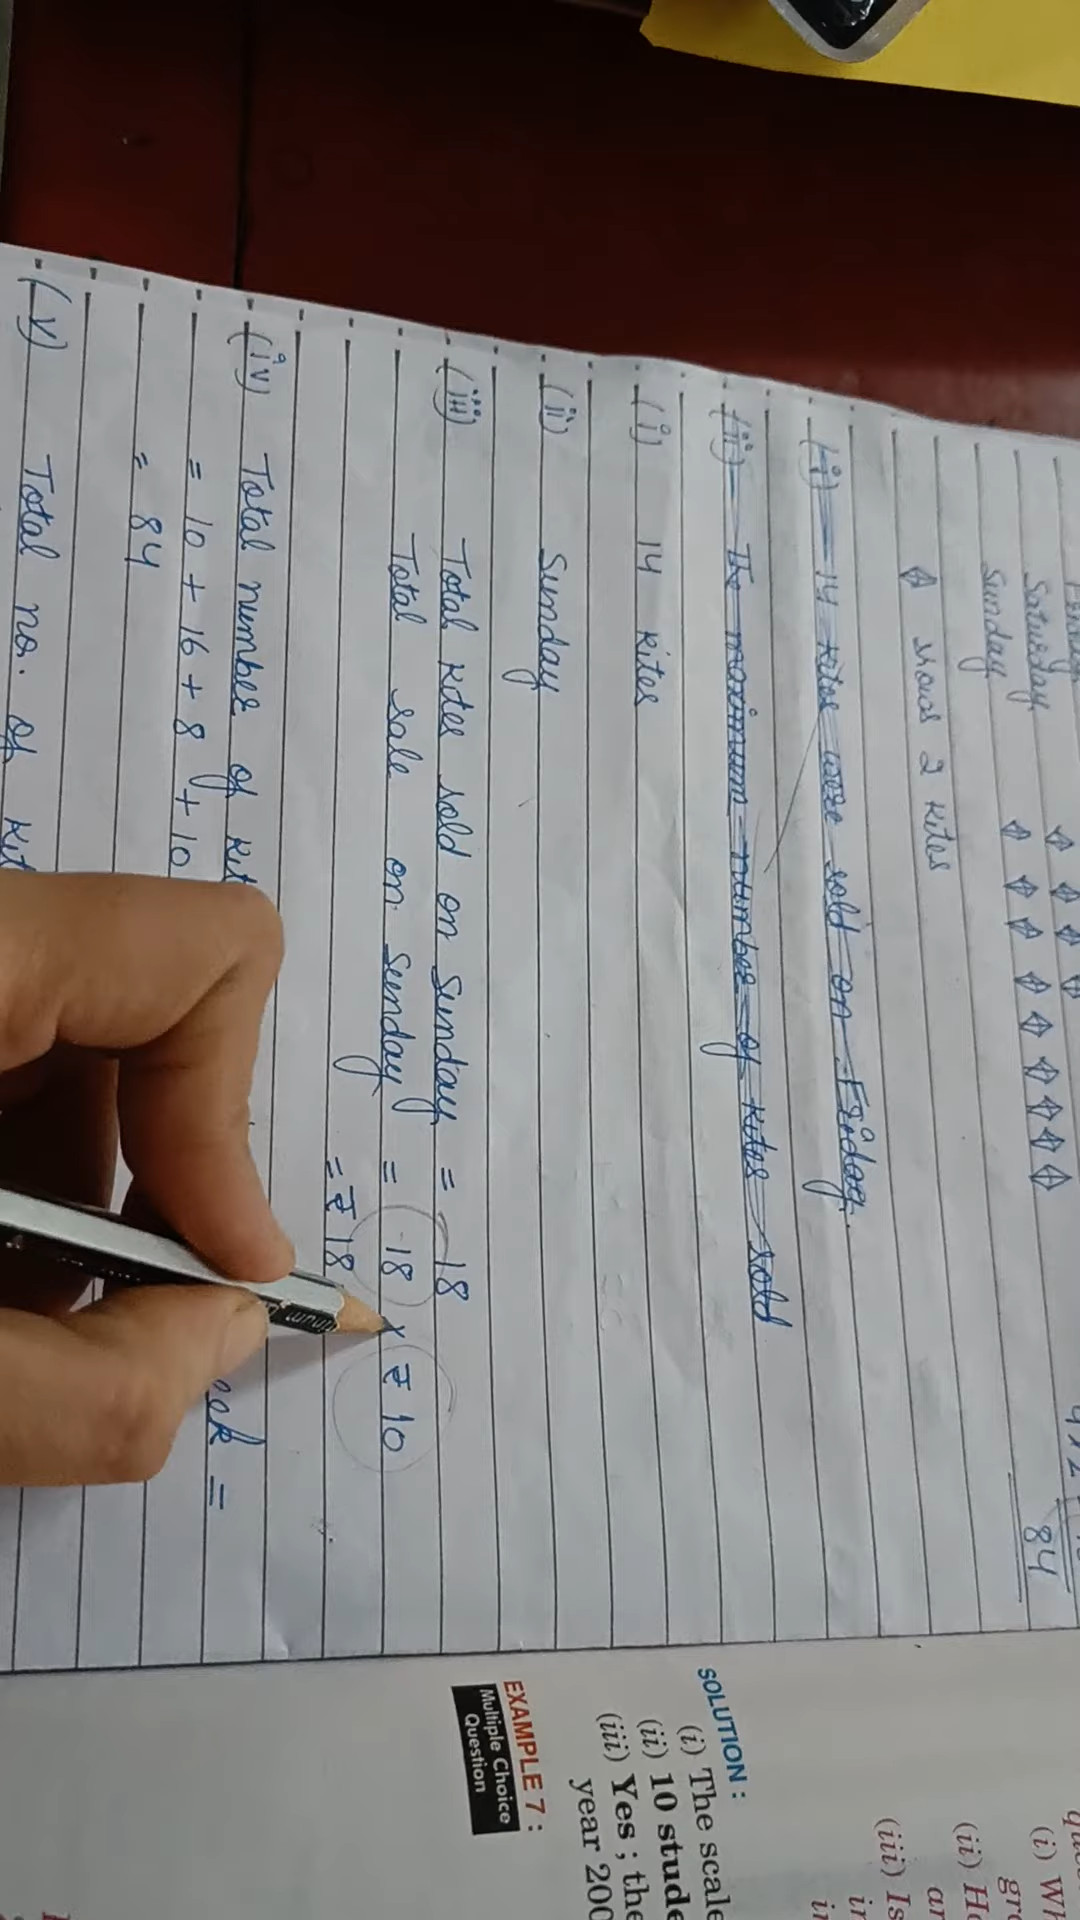 Saturday
Sunday
shows 2 kites
84
(i) 14 kites were sold on Friday.
(ii) The maximum number of kites sold
(i) 14 kites
(ii) Sunday
(iii) Total kites sold on Sunday = 18
Total sale on Sunday = 18 x ₹ 10
= ₹ 18
(iv) Total number of kit
= 10 + 16 + 8 + 10
= 84
(v) Total no. of kit
(i) Wh
gr
(ii) Ho
ar
(iii) Is
in
SOLUTION :
(i) The scale
(ii) 10 stude
(iii) Yes ; the
year 200
EXAMPLE 7 :
Multiple Choice
Question